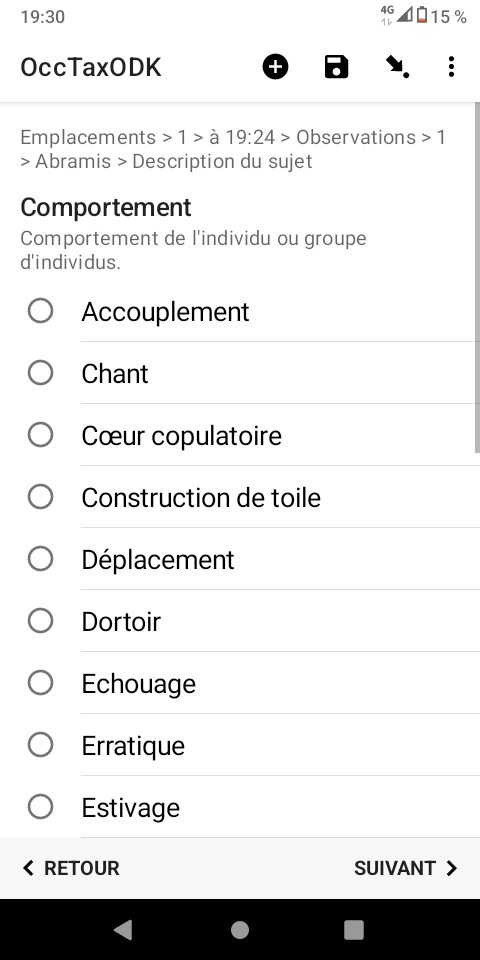 19:30
4G 15 %
OccTaxODK
Emplacements > 1 > à 19:24 > Observations > 1
> Abramis > Description du sujet
Comportement
Comportement de l'individu ou groupe
d'individus.
Accouplement
Chant
Cœur copulatoire
Construction de toile
Déplacement
Dortoir
Echouage
Erratique
Estivage
RETOUR
SUIVANT